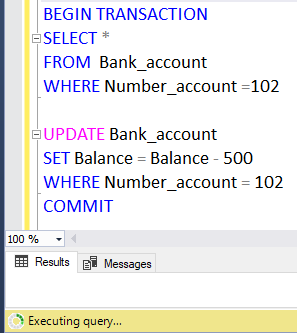 BEGIN TRANSACTION
SELECT *
FROM  Bank_account
WHERE Number_account =102
UPDATE Bank_account
SET Balance = Balance - 500
WHERE Number_account = 102
COMMIT
100 %
Results Messages
Executing query...